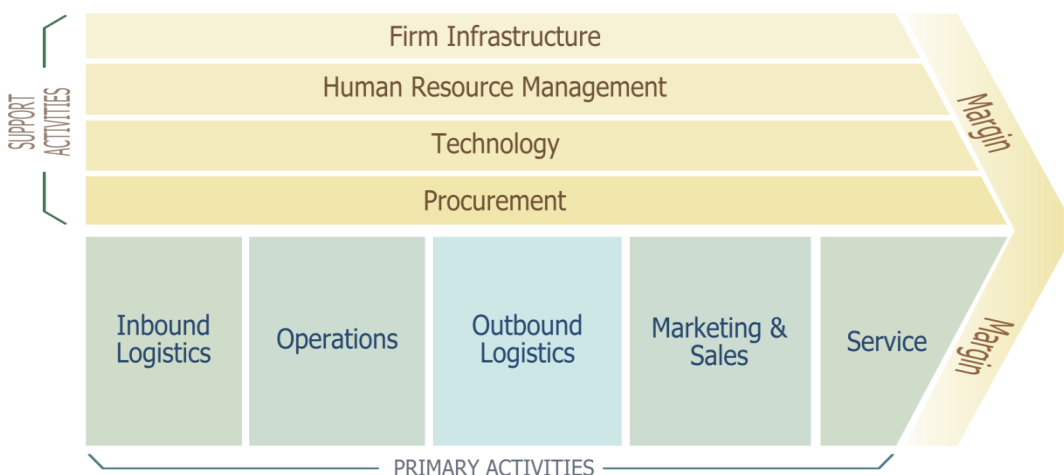 SUPPORT
ACTIVITIES
Firm Infrastructure
Human Resource Management
Technology
Procurement
Margin
Inbound
Logistics
Operations
Outbound
Logistics
Marketing &
Sales
Service
Margin
PRIMARY ACTIVITIES